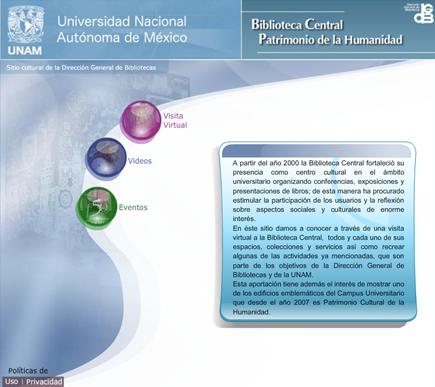 Universidad Nacional
Autónoma de México
UNAM
Biblioteca Central
Patrimonio de la Humanidad
Sitio cultural de la Dirección General de Bibliotecas
Visita
Virtual
Videos
Eventos
A partir del año 2000 la Biblioteca Central fortaleció su
presencia como centro cultural en el ámbito
universitario organizando conferencias, exposiciones y
presentaciones de libros; de esta manera ha procurado
estimular la participación de los usuarios y la reflexión
sobre aspectos sociales y culturales de enorme
interés.
En éste sitio damos a conocer a través de una visita
virtual a la Biblioteca Central, todos y cada uno de sus
espacios, colecciones y servicios así como recrear
algunas de las actividades ya mencionadas, que son
parte de los objetivos de la Dirección General de
Bibliotecas y de la UNAM.
Esta aportación tiene además el interés de mostrar uno
de los edificios emblemáticos del Campus Universitario
que desde el año 2007 es Patrimonio Cultural de la
Humanidad.
Políticas de
Uso | Privacidad